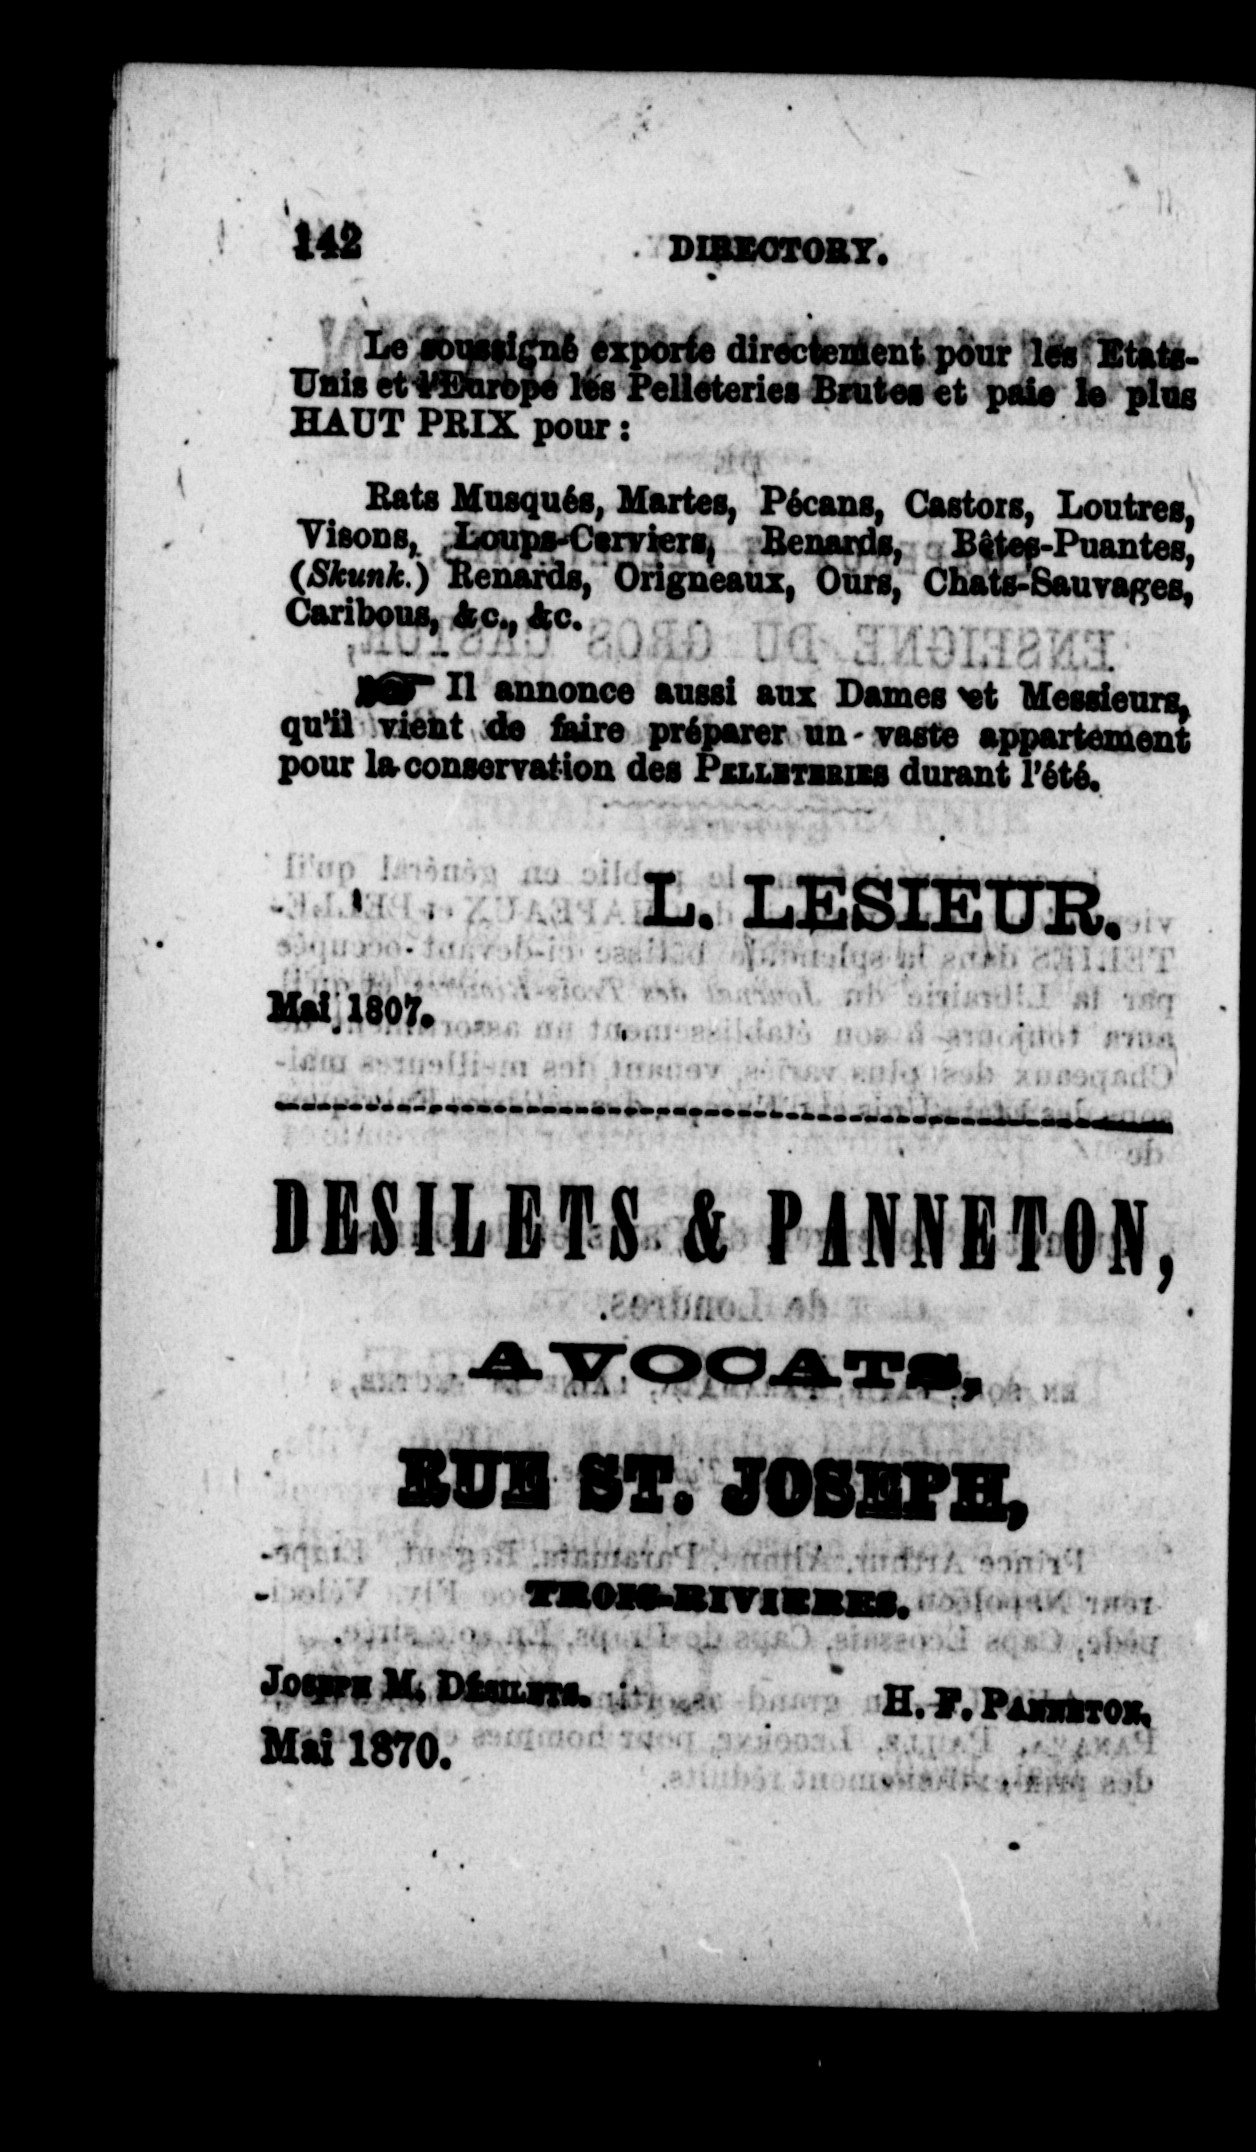 142
DIRECTORY.
Le soussigné exporte directement pour les Etats-
Unis et l'Europe les Pelleteries Brutes et paie le plus
HAUT PRIX pour :
Rats Musqués, Martes, Pécans, Castors, Loutres,
Visons, Loups-Cerviers, Renards, Bêtes-Puantes,
(Skunk.) Renards, Origneaux, Ours, Chats-Sauvages,
Caribous, &c., &c.
☛ Il annonce aussi aux Dames et Messieurs,
qu'il vient de faire préparer un vaste appartement
pour la conservation des PELLETERIES durant l'été.
L. LESIEUR.
Mai 1807.
DESILETS & PANNETON,
AVOCATS,
RUE ST. JOSEPH,
TROIS-RIVIERES.
JOSEPH M. DÉSILETS. H. F. PANNETON.
Mai 1870.